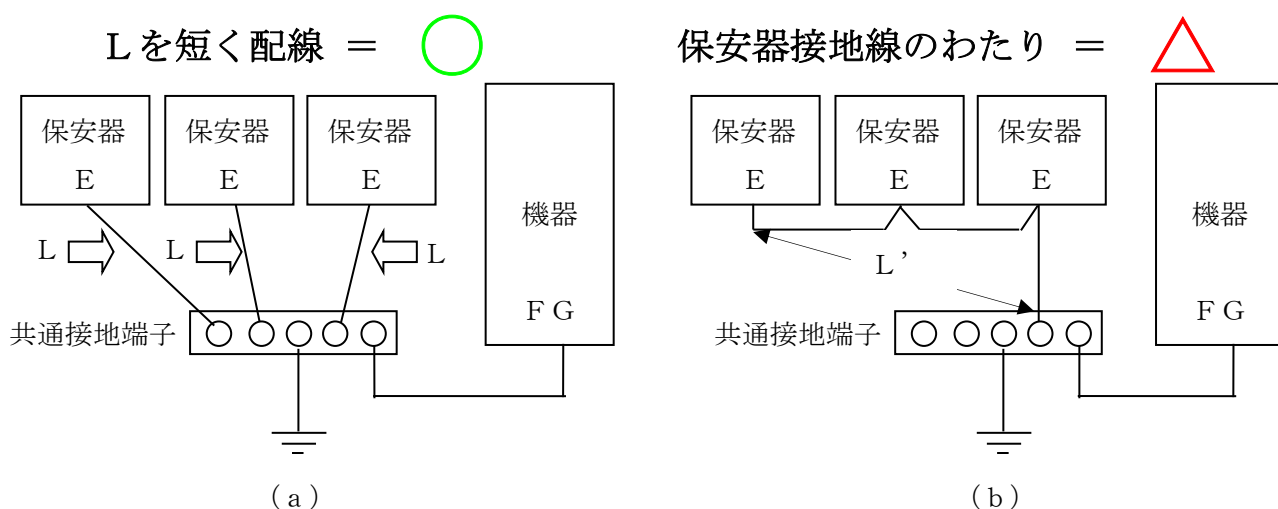 Lを短く配線 =
保安器
E
保安器
E
保安器
E
機器
FG
L
L
L
共通接地端子
(a)
保安器接地線のわたり =
保安器
E
保安器
E
保安器
E
機器
FG
L’
共通接地端子
(b)